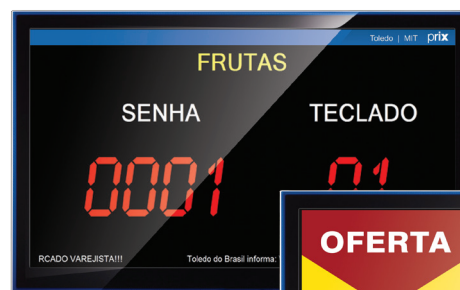 Toledo | MIT prix
FRUTAS
SENHA TECLADO
0001 01
RCADO VAREJISTA!!! Toledo do Brasil informa:
OFERTA